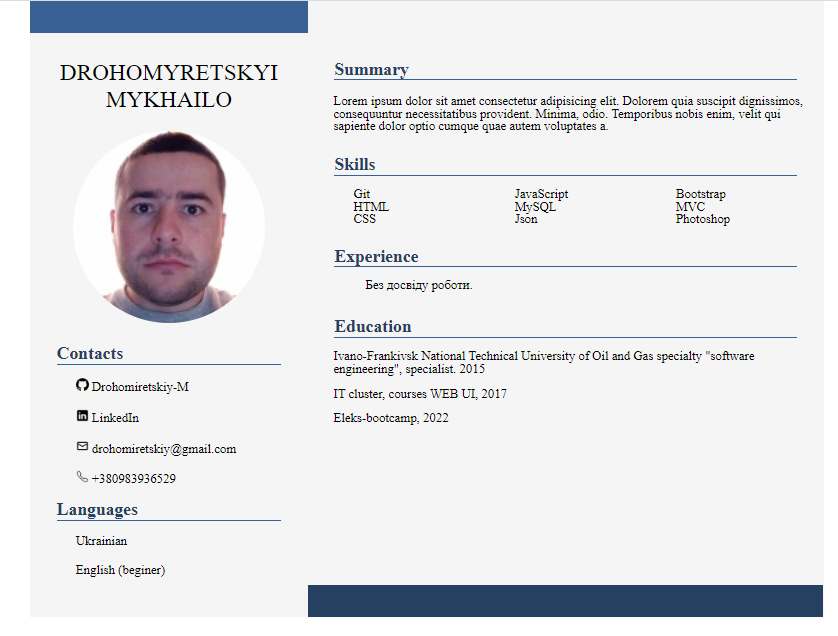 DROHOMYRETSKYI
MYKHAILO
Contacts
Drohomiretskiy-M
LinkedIn
drohomiretskiy@gmail.com
+380983936529
Languages
Ukrainian
English (beginer)
Summary
Lorem ipsum dolor sit amet consectetur adipisicing elit. Dolorem quia suscipit dignissimos,
consequuntur necessitatibus provident. Minima, odio. Temporibus nobis enim, velit qui
sapiente dolor optio cumque quae autem voluptates a.
Skills
Git JavaScript Bootstrap
HTML MySQL MVC
CSS Json Photoshop
Experience
Без досвіду роботи.
Education
Ivano-Frankivsk National Technical University of Oil and Gas specialty "software
engineering", specialist. 2015
IT cluster, courses WEB UI, 2017
Eleks-bootcamp, 2022